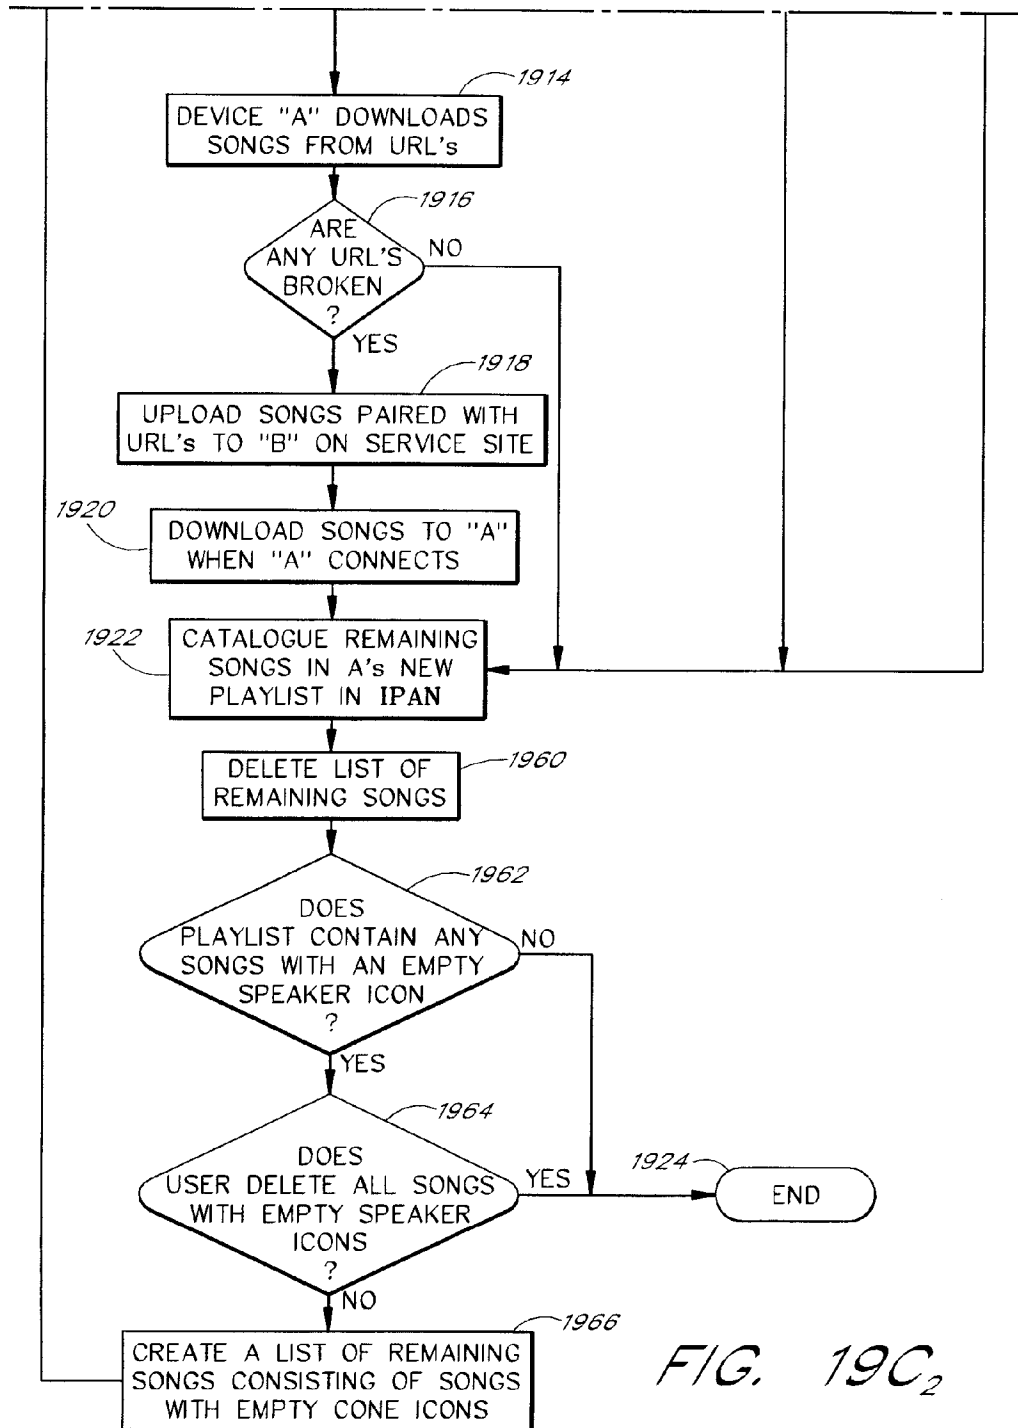 1914
DEVICE "A" DOWNLOADS
SONGS FROM URL's
1916
ARE
ANY URL'S
BROKEN
?
NO
YES
1918
UPLOAD SONGS PAIRED WITH
URL's TO "B" ON SERVICE SITE
1920
DOWNLOAD SONGS TO "A"
WHEN "A" CONNECTS
1922
CATALOGUE REMAINING
SONGS IN A's NEW
PLAYLIST IN IPAN
1960
DELETE LIST OF
REMAINING SONGS
1962
DOES
PLAYLIST CONTAIN ANY
SONGS WITH AN EMPTY
SPEAKER ICON
?
NO
YES
1964
DOES
USER DELETE ALL SONGS
WITH EMPTY SPEAKER
ICONS
?
YES
1924
END
NO
1966
CREATE A LIST OF REMAINING
SONGS CONSISTING OF SONGS
WITH EMPTY CONE ICONS
FIG. 19C2